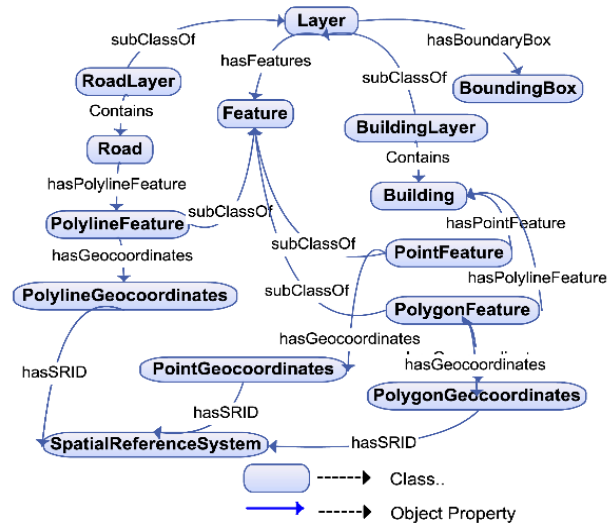 Layer
subClassOf
hasBoundaryBox
hasFeatures
RoadLayer
subClassOf
BoundingBox
Contains
Feature
BuildingLayer
Road
Contains
hasPolylineFeature
Building
PolylineFeature
subClassOf
hasPointFeature
hasGeocoordinates
subClassOf
PointFeature
hasPolylineFeature
PolylineGeocoordinates
subClassOf
PolygonFeature
hasGeocoordinates
hasGeocoordinates
hasSRID
PointGeocoordinates
PolygonGeocoordinates
hasSRID
SpatialReferenceSystem
hasSRID
Class..
Object Property